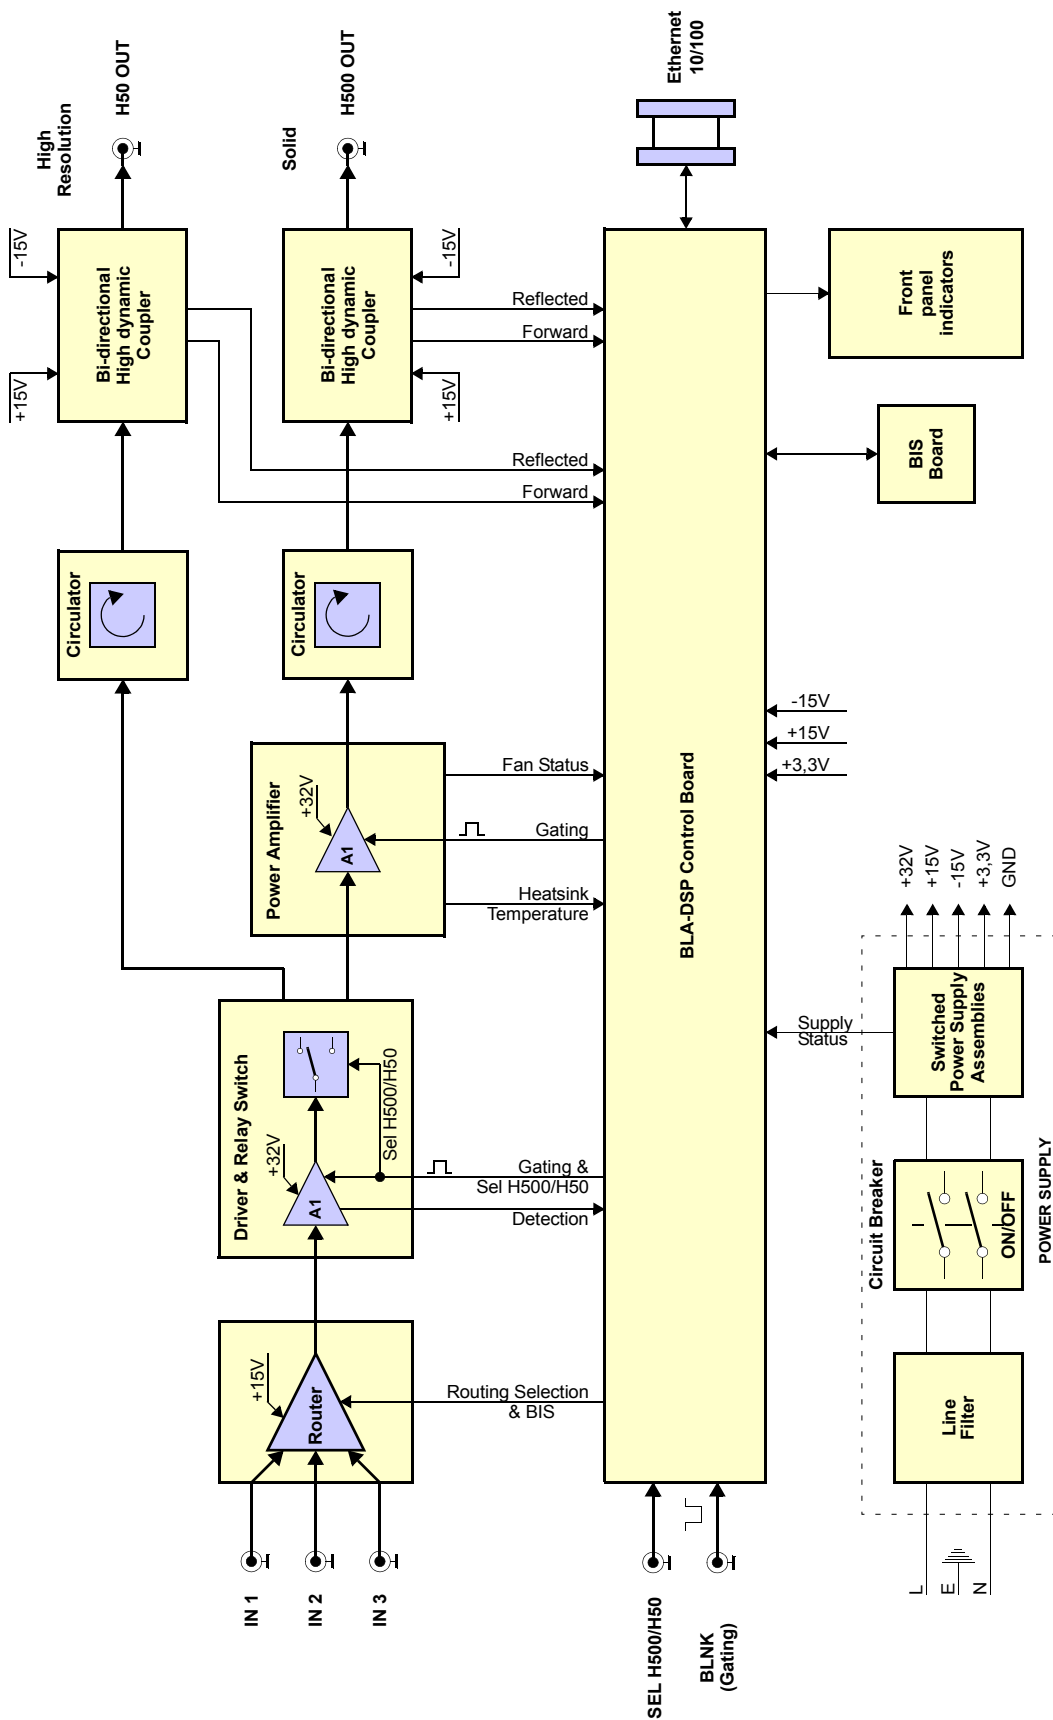 High
Resolution
H50 OUT
-15V
+15V
Bi-directional
High dynamic
Coupler
Circulator
Solid
H500 OUT
-15V
+15V
Bi-directional
High dynamic
Coupler
Circulator
Power Amplifier
+32V
A1
Driver & Relay Switch
+32V
A1
Sel H500/H50
+15V
Router
IN 1
IN 2
IN 3
Reflected
Forward
Reflected
Forward
Fan Status
Gating
Heatsink
Temperature
Gating &
Sel H500/H50
Detection
Routing Selection
& BIS
BLA-DSP Control Board
Ethernet
10/100
SEL H500/H50
BLNK
(Gating)
Front
panel
indicators
BIS
Board
-15V
+15V
+3,3V
Supply
Status
+32V
+15V
-15V
+3,3V
GND
Switched
Power Supply
Assemblies
Circuit Breaker
ON/OFF
Line
Filter
L
E
N
POWER SUPPLY